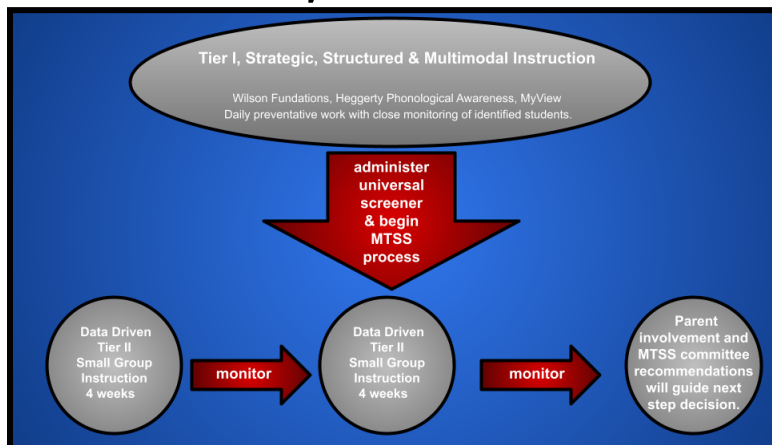 Tier I, Strategic, Structured & Multimodal Instruction
Wilson Fundations, Heggerty Phonological Awareness, MyView
Daily preventative work with close monitoring of identified students.
administer
universal
screener
& begin
MTSS
process
Data Driven
Tier II
Small Group
Instruction
4 weeks
monitor
Data Driven
Tier II
Small Group
Instruction
4 weeks
monitor
Parent
involvement and
MTSS committee
recommendations
will guide next
step decision.